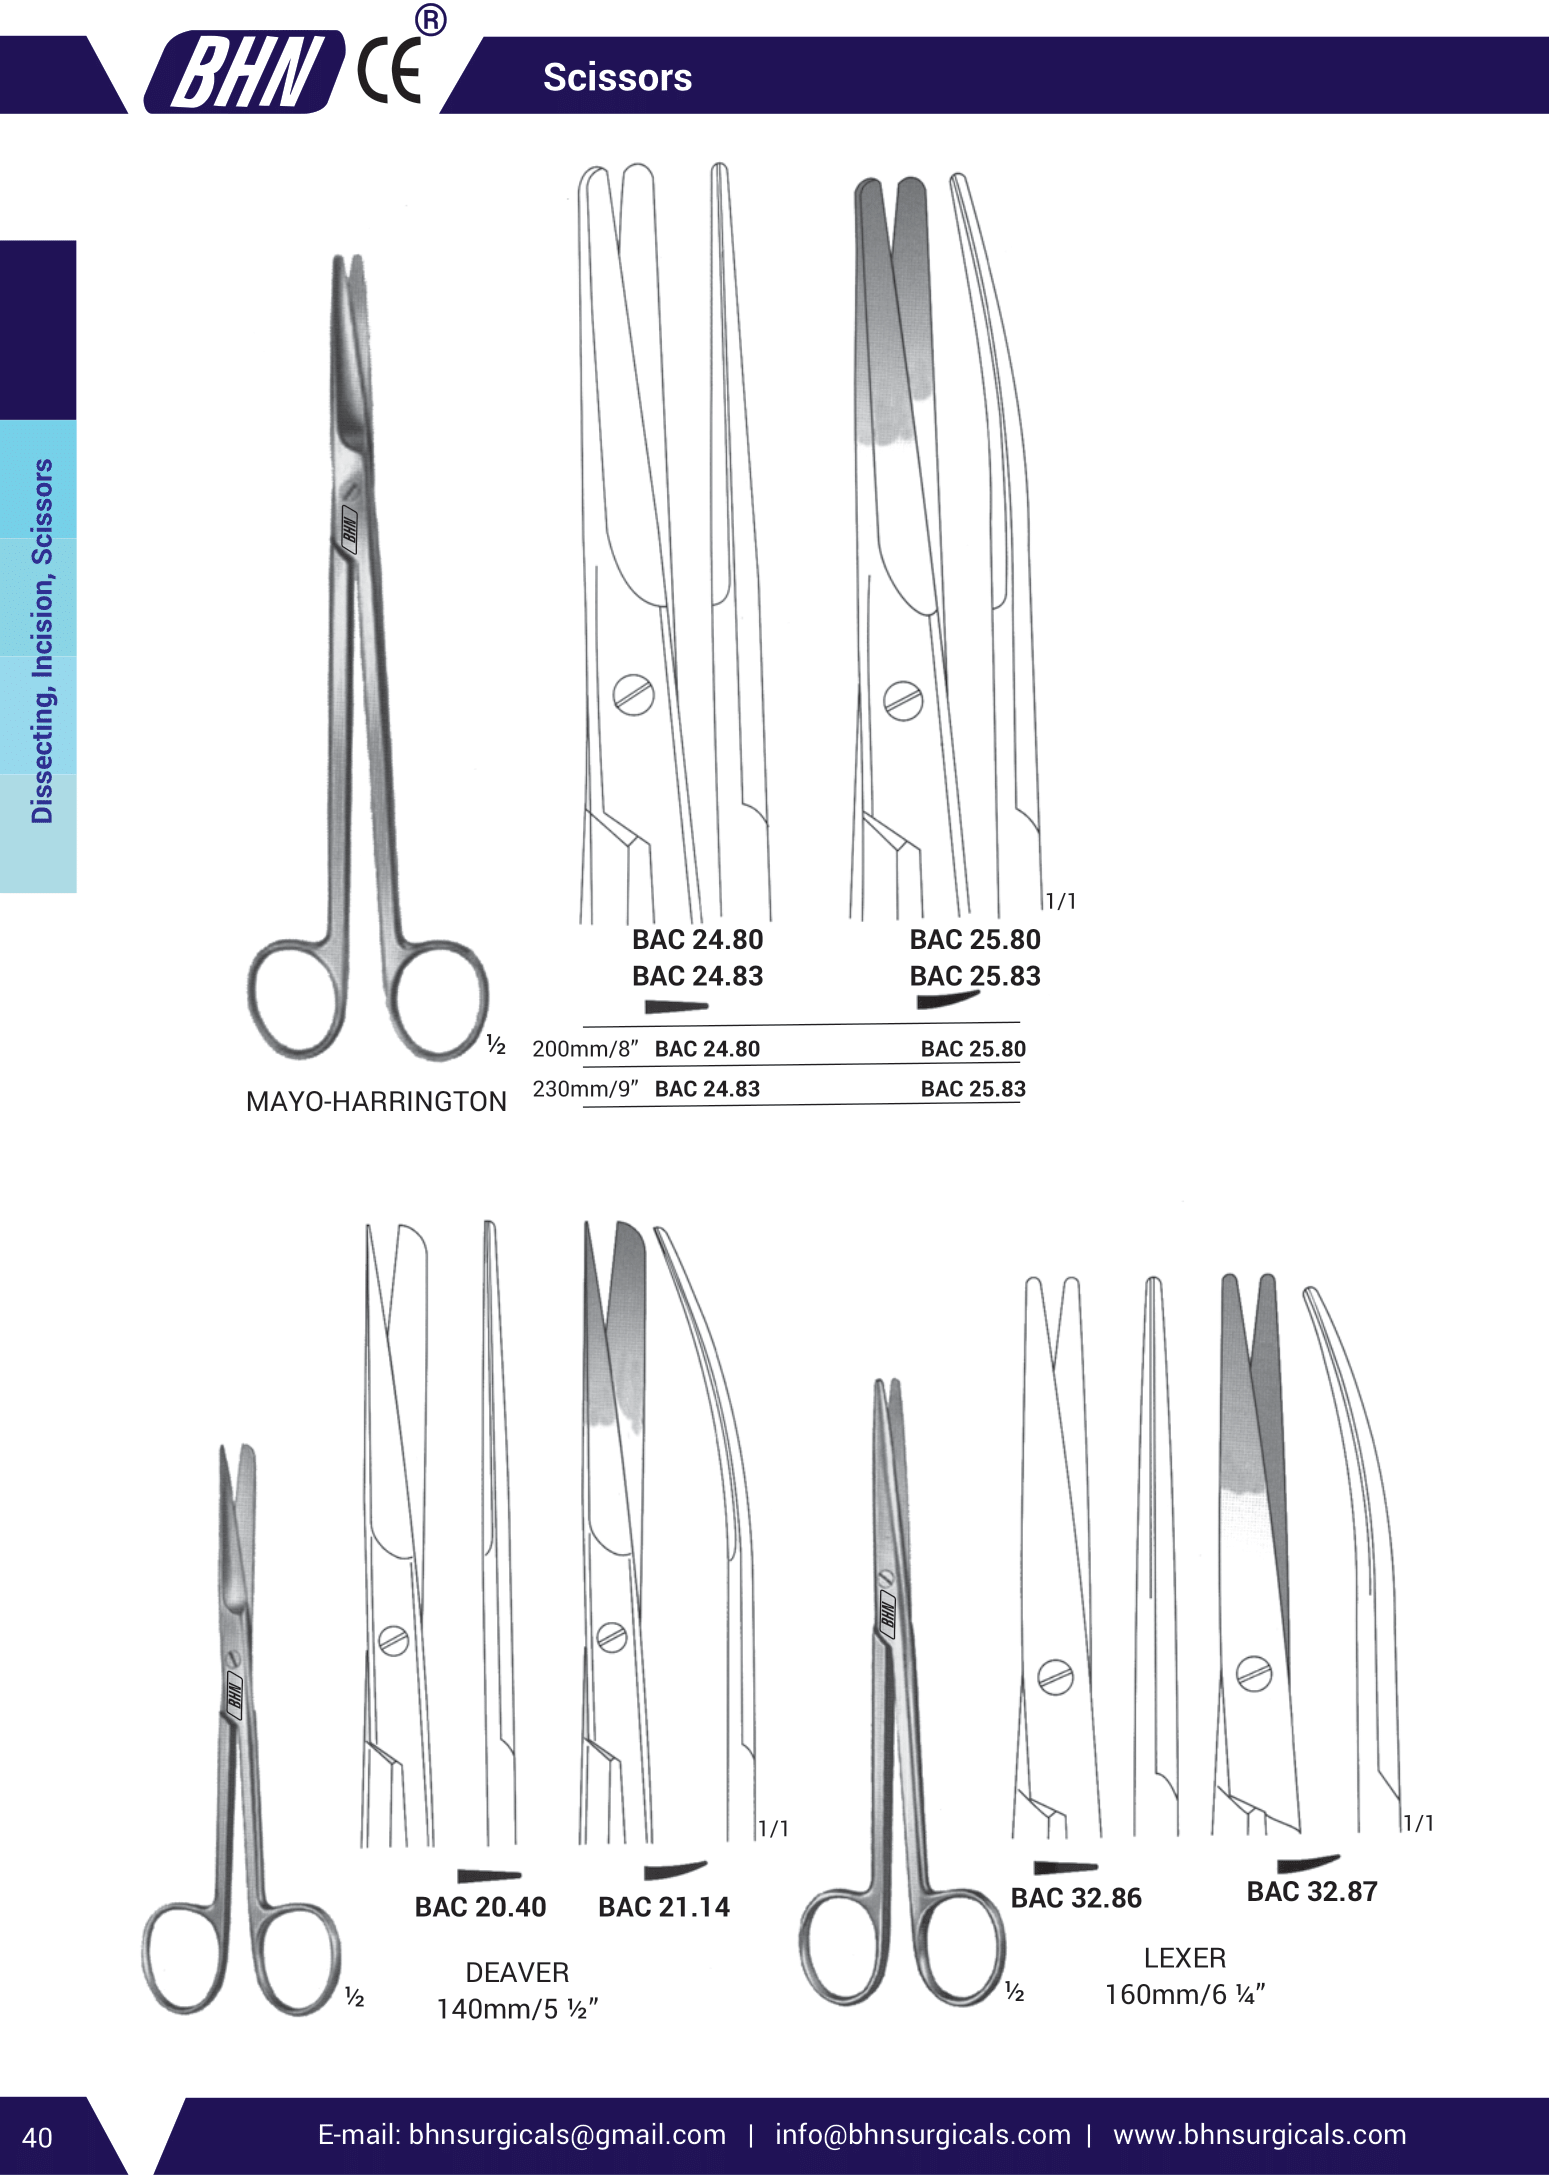 BHN CE ®
Scissors
Dissecting, Incision, Scissors
BHN
1/1
BAC 24.80 BAC 25.80
BAC 24.83 BAC 25.83
½
200mm/8” BAC 24.80 BAC 25.80
230mm/9” BAC 24.83 BAC 25.83
MAYO-HARRINGTON
BHN
BHN
1/1
1/1
BAC 20.40 BAC 21.14
BAC 32.86 BAC 32.87
DEAVER
140mm/5 ½”
½
LEXER
160mm/6 ¼”
½
40
E-mail: bhnsurgicals@gmail.com | info@bhnsurgicals.com | www.bhnsurgicals.com